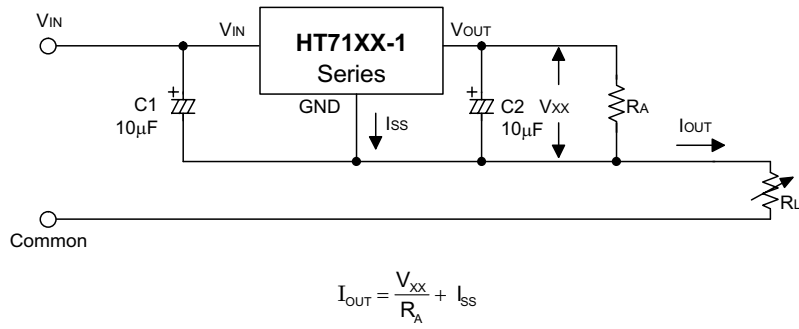 VIN
VIN
HT71XX-1
Series
VOUT
GND
C1
10μF
ISS
C2
10μF
VXX
RA
IOUT
RL
Common
IOUT = VXX / RA + ISS